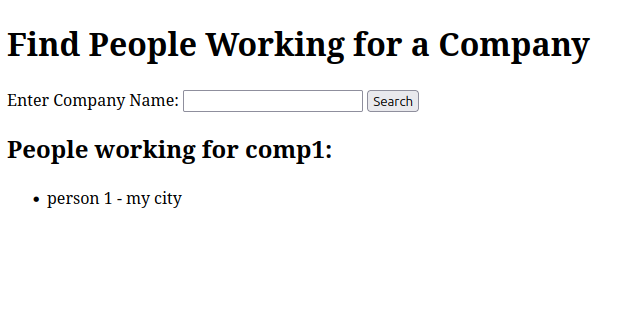 Find People Working for a Company
Enter Company Name: Search
People working for comp1:
person 1 - my city